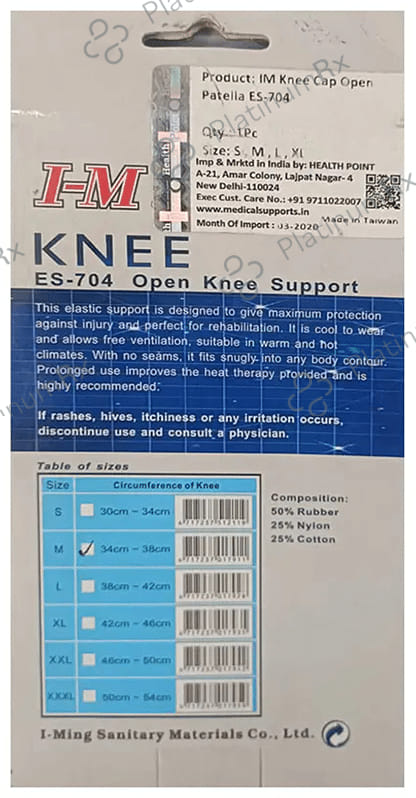 Product: IM Knee Cap Open
Patella ES-704
Qty.: 1Pc
Size: S, M, L, XL
Imp & Mrktd in India by: HEALTH POINT
A-21, Amar Colony, Lajpat Nagar- 4
New Delhi-110024
Exec Cust. Care No.: +91 9711022007
www.medicalsupports.in
Made in Taiwan
Month Of Import : 03-2020
Health
I-M
KNEE
ES-704 Open Knee Support
This elastic support is designed to give maximum protection
against injury and perfect for rehabilitation. It is cool to wear
and allows free ventilation, suitable in warm and hot
climates. With no seams, it fits snugly into any body contour.
Prolonged use improves the heat therapy provided and is
highly recommended.
If rashes, hives, itchiness or any irritation occurs,
discontinue use and consult a physician.
Table of sizes
Size Circumference of Knee
S 30cm – 34cm
M 34cm – 38cm
L 38cm – 42cm
XL 42cm – 46cm
XXL 46cm – 50cm
XXXL 50cm – 54cm
Composition:
50% Rubber
25% Nylon
25% Cotton
I-Ming Sanitary Materials Co., Ltd.
Platinum Rx